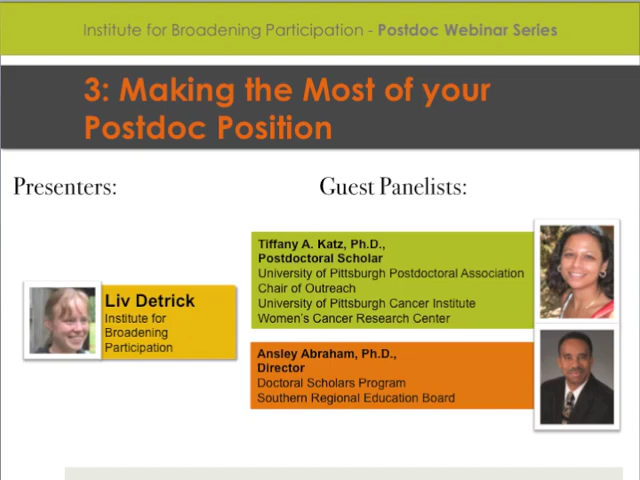 Institute for Broadening Participation - Postdoc Webinar Series
3: Making the Most of your
Postdoc Position
Presenters:
Guest Panelists:
Liv Detrick
Institute for
Broadening
Participation
Tiffany A. Katz, Ph.D.,
Postdoctoral Scholar
University of Pittsburgh Postdoctoral Association
Chair of Outreach
University of Pittsburgh Cancer Institute
Women's Cancer Research Center
Ansley Abraham, Ph.D.,
Director
Doctoral Scholars Program
Southern Regional Education Board